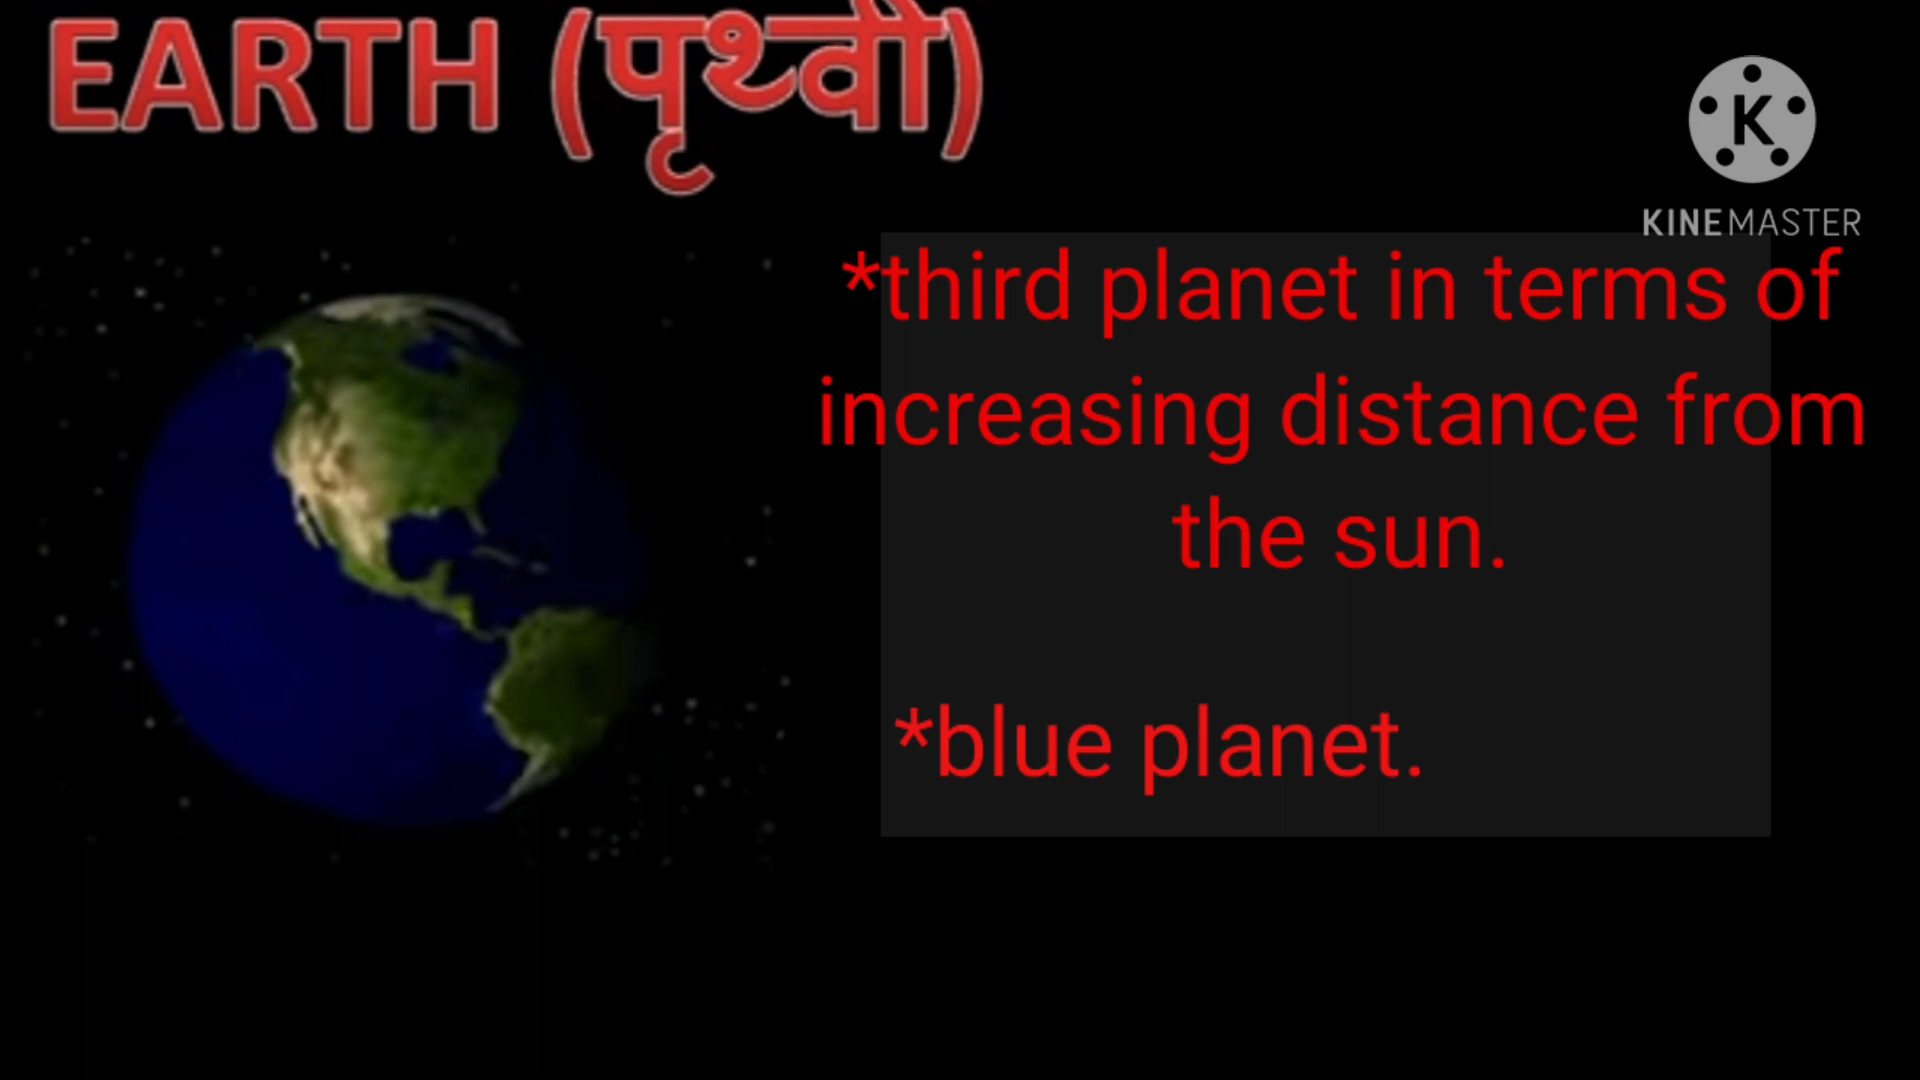 EARTH (पृथ्वी)
K
KINEMASTER
*third planet in terms of
increasing distance from
the sun.
*blue planet.